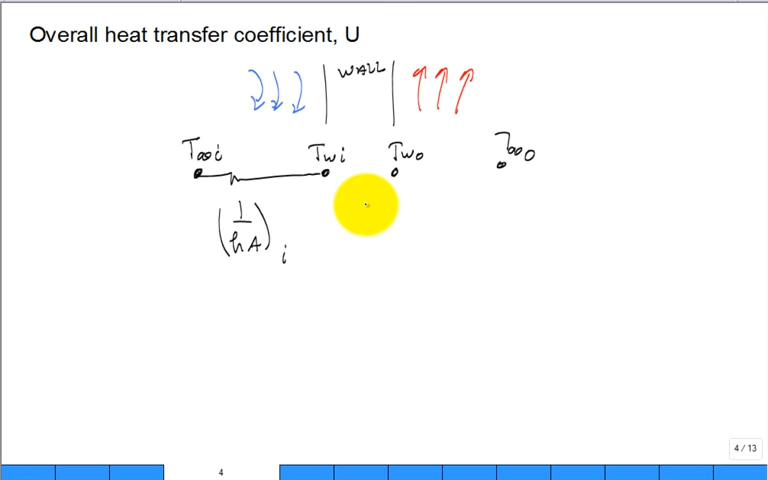 Overall heat transfer coefficient, U
WALL
T∞i Twi Two T∞o
(1/hA)i
4 / 13
4